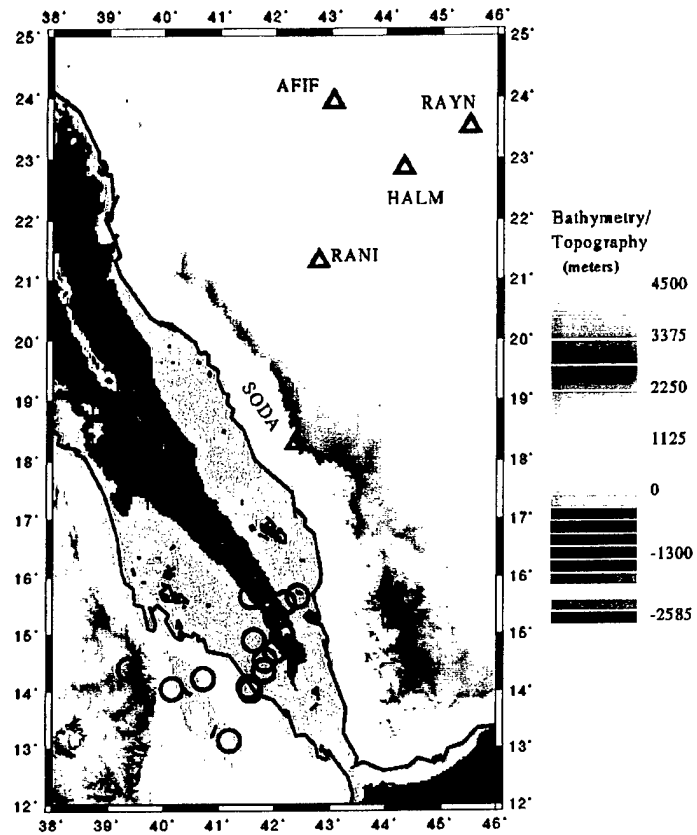 38° 39° 40° 41° 42° 43° 44° 45° 46°
25° 25°
24° 24°
23° 23°
22° 22°
21° 21°
20° 20°
19° 19°
18° 18°
17° 17°
16° 16°
15° 15°
14° 14°
13° 13°
12° 12°
38° 39° 40° 41° 42° 43° 44° 45° 46°
AFIF
RAYN
HALM
RANI
SODA
Bathymetry/
Topography
(meters)
4500
3375
2250
1125
0
-1300
-2585